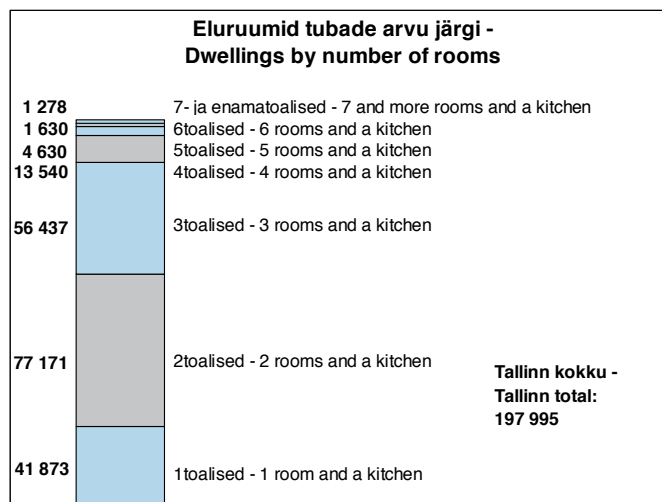 Eluruumid tubade arvu järgi -
Dwellings by number of rooms
1 278 7- ja enamatoalised - 7 and more rooms and a kitchen
1 630 6toalised - 6 rooms and a kitchen
4 630 5toalised - 5 rooms and a kitchen
13 540 4toalised - 4 rooms and a kitchen
56 437 3toalised - 3 rooms and a kitchen
77 171 2toalised - 2 rooms and a kitchen
Tallinn kokku -
Tallinn total:
197 995
41 873 1toalised - 1 room and a kitchen